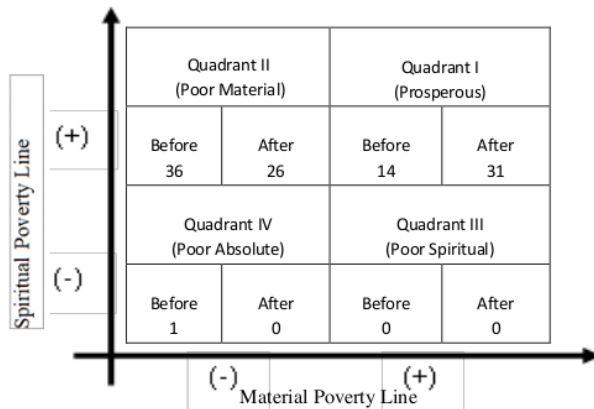 Quadrant II
(Poor Material)
Quadrant I
(Prosperous)
Before
36
After
26
Before
14
After
31
Quadrant IV
(Poor Absolute)
Quadrant III
(Poor Spiritual)
Before
1
After
0
Before
0
After
0
Spiritual Poverty Line
(+)
(-)
(-)
(+)
Material Poverty Line